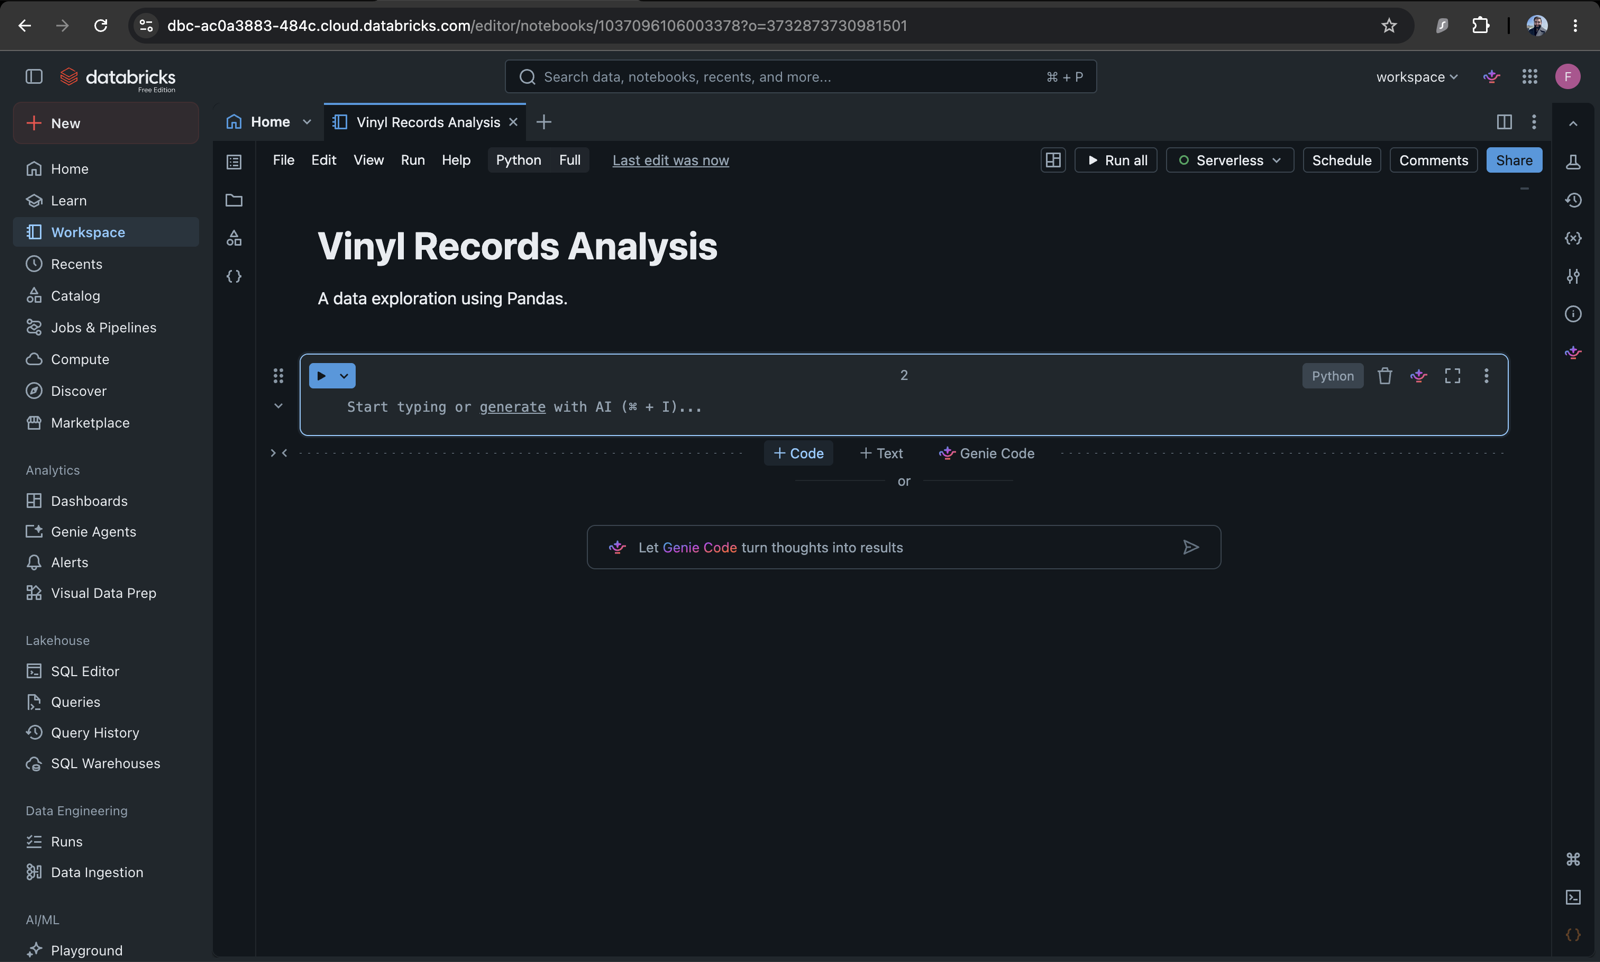 dbc-ac0a3883-484c.cloud.databricks.com/editor/notebooks/1037096106003378?o=3732873730981501
databricks
Free Edition
Search data, notebooks, recents, and more...
⌘ + P
workspace
F
New
Home
Learn
Workspace
Recents
Catalog
Jobs & Pipelines
Compute
Discover
Marketplace
Analytics
Dashboards
Genie Agents
Alerts
Visual Data Prep
Lakehouse
SQL Editor
Queries
Query History
SQL Warehouses
Data Engineering
Runs
Data Ingestion
AI/ML
Playground
Home
Vinyl Records Analysis
File Edit View Run Help Python Full Last edit was now
Run all Serverless Schedule Comments Share
Vinyl Records Analysis
A data exploration using Pandas.
2
Python
Start typing or generate with AI (⌘ + I)...
+ Code + Text Genie Code
or
Let Genie Code turn thoughts into results